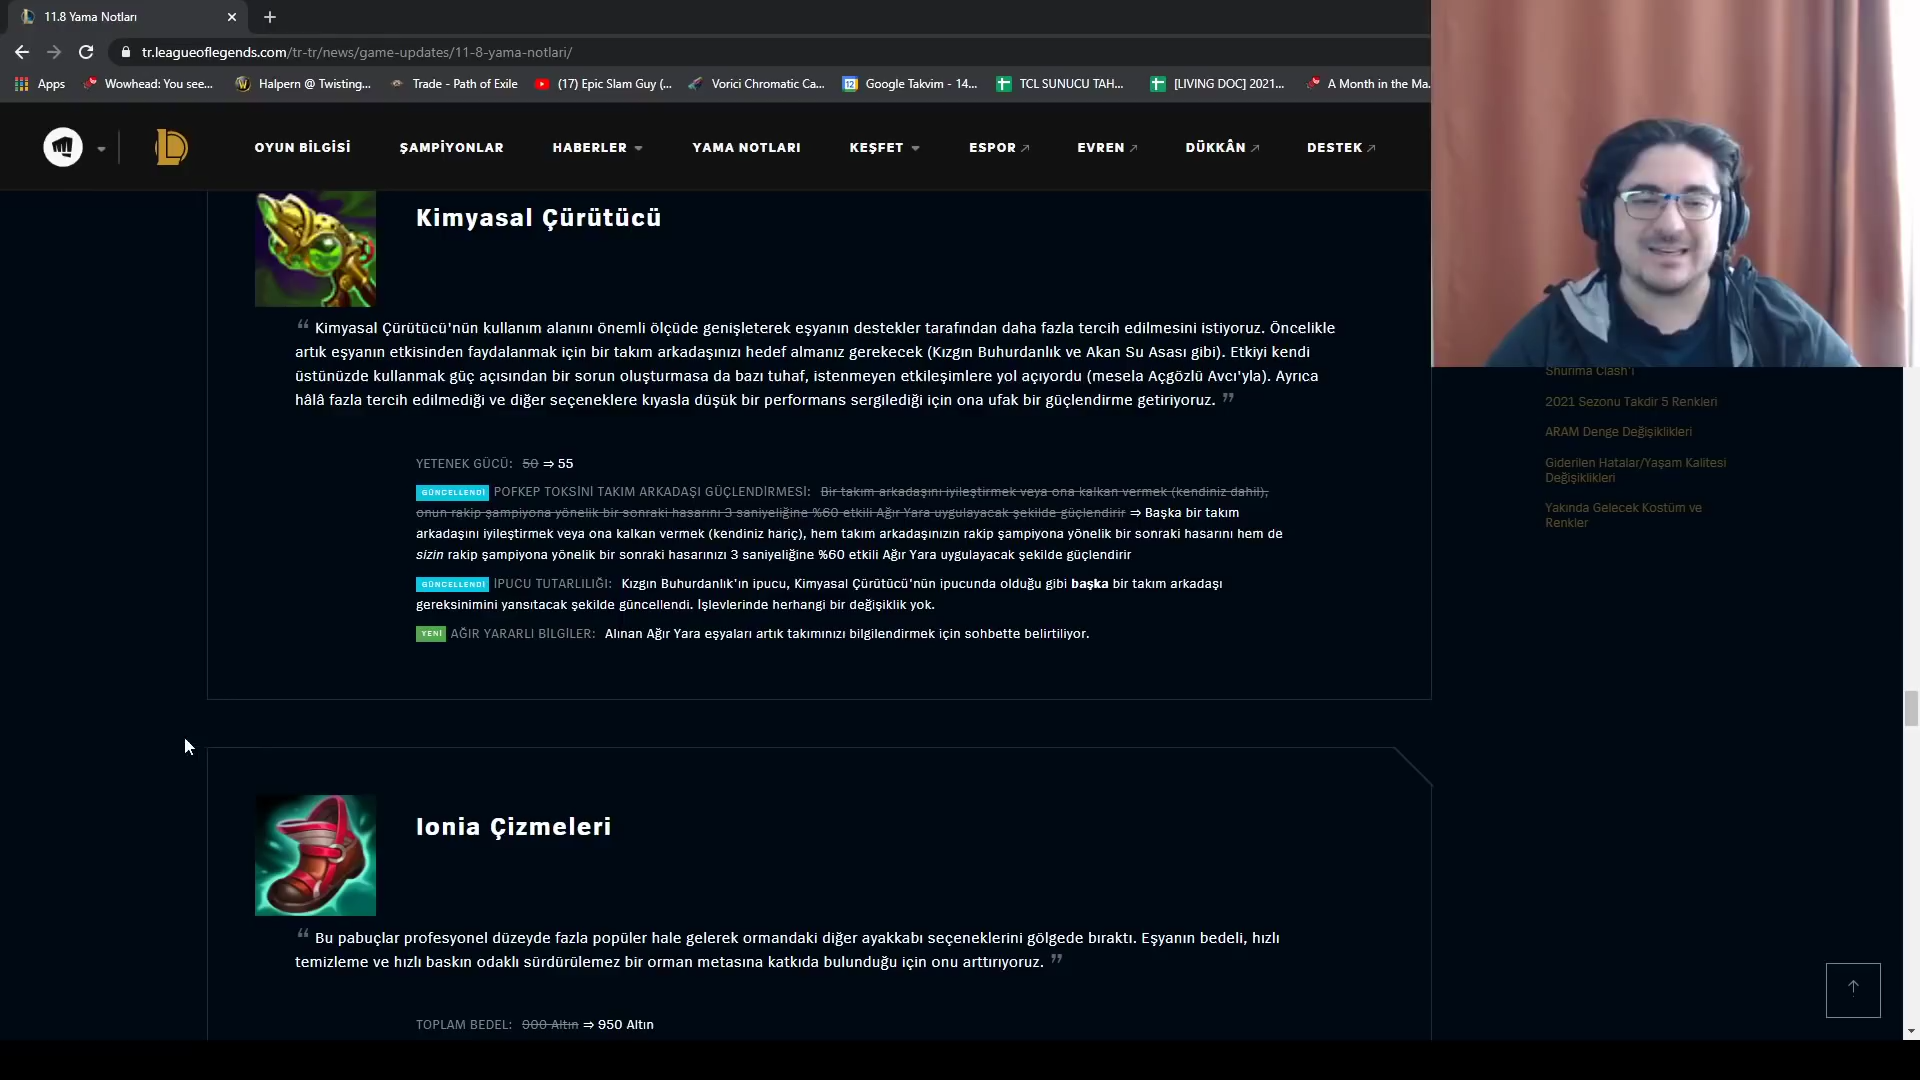 11.8 Yama Notları
tr.leagueoflegends.com/tr-tr/news/game-updates/11-8-yama-notlari/
Apps Wowhead: You see... Halpern @ Twisting... Trade - Path of Exile (17) Epic Slam Guy (... Vorici Chromatic Ca... Google Takvim - 14... TCL SUNUCU TAH... [LIVING DOC] 2021... A Month in the Ma...
OYUN BİLGİSİ ŞAMPİYONLAR HABERLER YAMA NOTLARI KEŞFET ESPOR EVREN DÜKKÂN DESTEK
Kimyasal Çürütücü
“ Kimyasal Çürütücü'nün kullanım alanını önemli ölçüde genişleterek eşyanın destekler tarafından daha fazla tercih edilmesini istiyoruz. Öncelikle
artık eşyanın etkisinden faydalanmak için bir takım arkadaşınızı hedef almanız gerekecek (Kızgın Buhurdanlık ve Akan Su Asası gibi). Etkiyi kendi
üstünüzde kullanmak güç açısından bir sorun oluşturmasa da bazı tuhaf, istenmeyen etkileşimlere yol açıyordu (mesela Açgözlü Avcı'yla). Ayrıca
hâlâ fazla tercih edilmediği ve diğer seçeneklere kıyasla düşük bir performans sergilediği için ona ufak bir güçlendirme getiriyoruz. ”
YETENEK GÜCÜ: 50 ⇒ 55
GÜNCELLENDİ POFKEP TOKSİNİ TAKIM ARKADAŞI GÜÇLENDİRMESİ: Bir takım arkadaşını iyileştirmek veya ona kalkan vermek (kendiniz dahil),
onun rakip şampiyona yönelik bir sonraki hasarını 3 saniyeliğine %60 etkili Ağır Yara uygulayacak şekilde güçlendirir ⇒ Başka bir takım
arkadaşını iyileştirmek veya ona kalkan vermek (kendiniz hariç), hem takım arkadaşınızın rakip şampiyona yönelik bir sonraki hasarını hem de
sizin rakip şampiyona yönelik bir sonraki hasarınızı 3 saniyeliğine %60 etkili Ağır Yara uygulayacak şekilde güçlendirir
GÜNCELLENDİ İPUCU TUTARLILIĞI: Kızgın Buhurdanlık'ın ipucu, Kimyasal Çürütücü'nün ipucunda olduğu gibi başka bir takım arkadaşı
gereksinimini yansıtacak şekilde güncellendi. İşlevlerinde herhangi bir değişiklik yok.
YENİ AĞIR YARARLI BİLGİLER: Alınan Ağır Yara eşyaları artık takımınızı bilgilendirmek için sohbette belirtiliyor.
Ionia Çizmeleri
“ Bu pabuçlar profesyonel düzeyde fazla popüler hale gelerek ormandaki diğer ayakkabı seçeneklerini gölgede bıraktı. Eşyanın bedeli, hızlı
temizleme ve hızlı baskın odaklı sürdürülemez bir orman metasına katkıda bulunduğu için onu arttırıyoruz. ”
TOPLAM BEDEL: 900 Altın ⇒ 950 Altın
Shurima Clash'i
2021 Sezonu Takdir 5 Renkleri
ARAM Denge Değişiklikleri
Giderilen Hatalar/Yaşam Kalitesi
Değişiklikleri
Yakında Gelecek Kostüm ve
Renkler